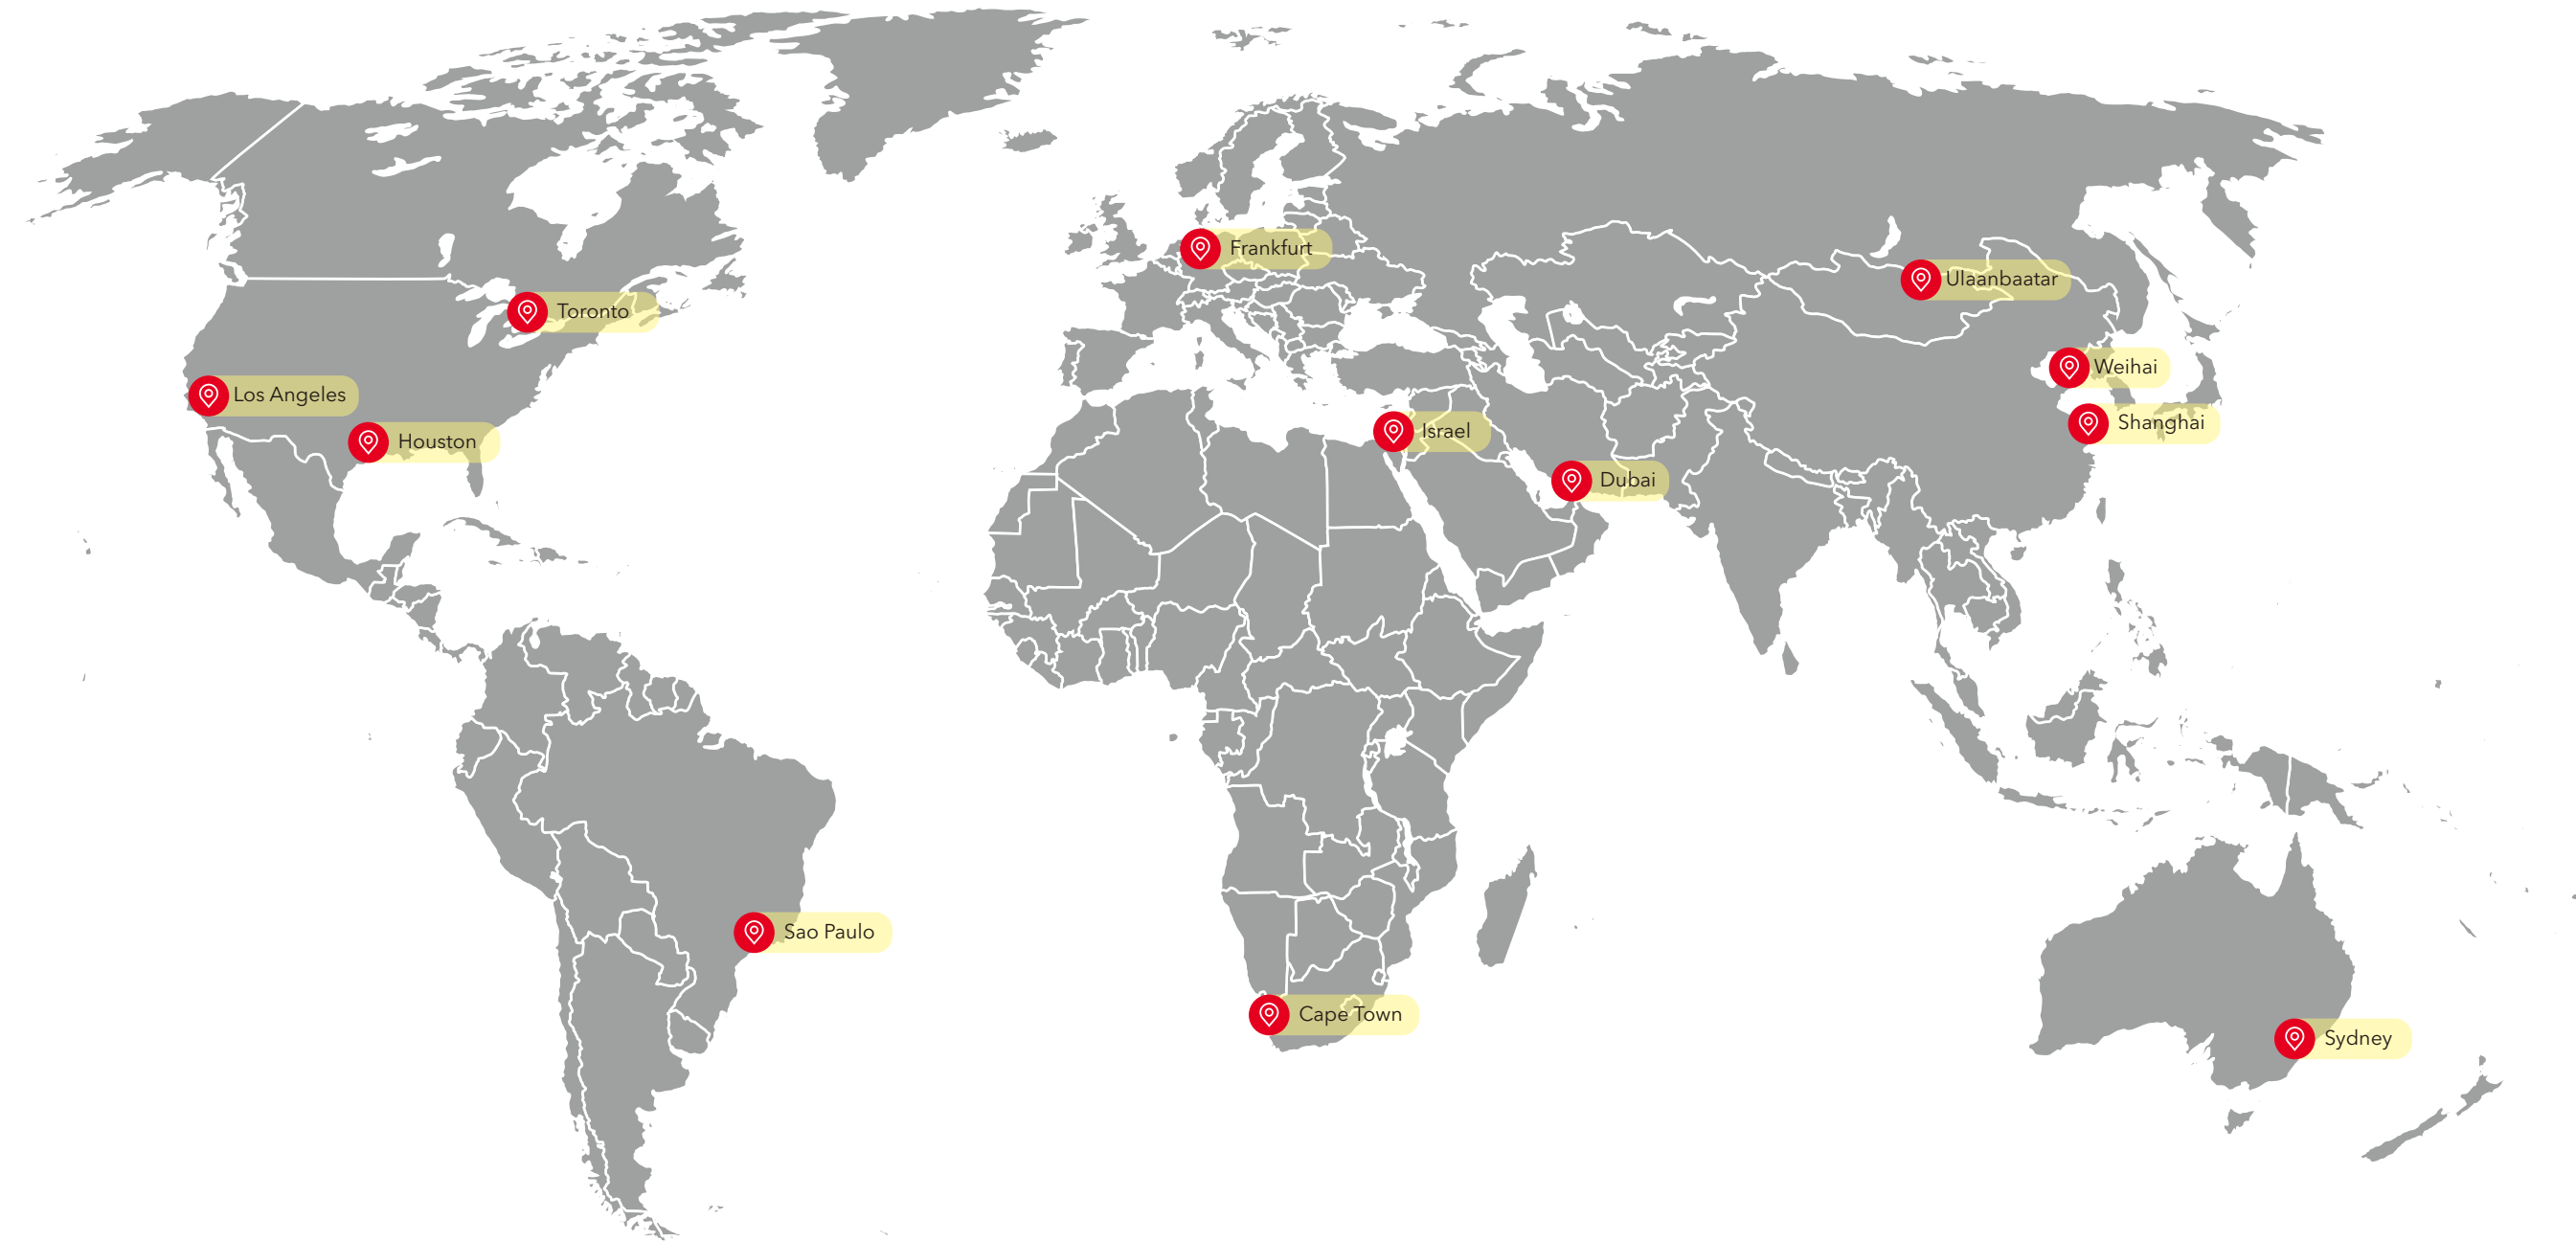 Frankfurt
Ulaanbaatar
Toronto
Weihai
Los Angeles
Shanghai
Israel
Houston
Dubai
Sao Paulo
Cape Town
Sydney